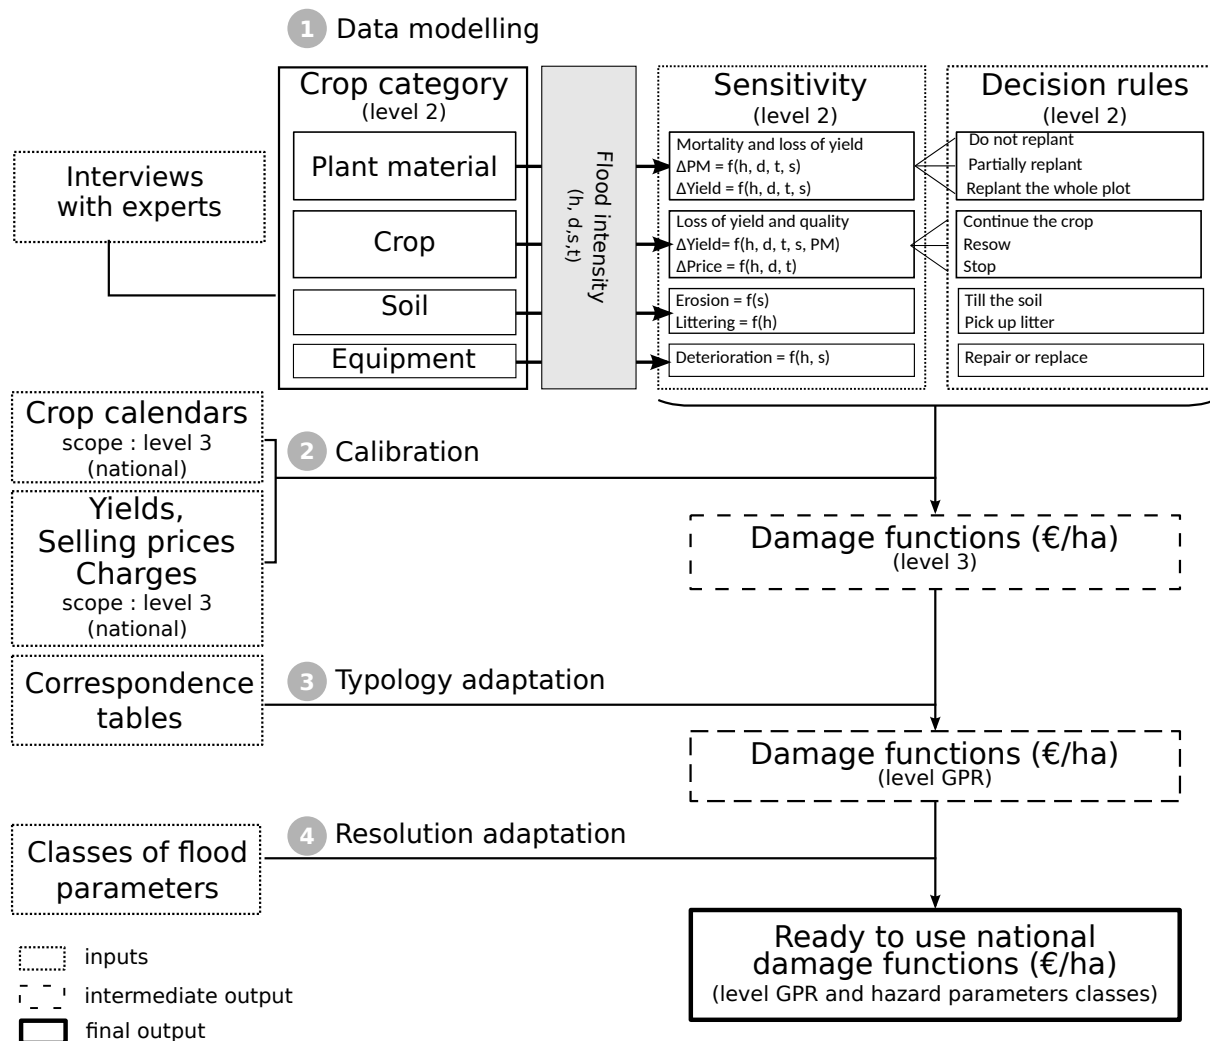 1 Data modelling
Crop category
(level 2)
Plant material
Crop
Soil
Equipment
Flood intensity
(h, d,s,t)
Sensitivity
(level 2)
Mortality and loss of yield
ΔPM = f(h, d, t, s)
ΔYield = f(h, d, t, s)
Loss of yield and quality
ΔYield= f(h, d, t, s, PM)
ΔPrice = f(h, d, t)
Erosion = f(s)
Littering = f(h)
Deterioration = f(h, s)
Decision rules
(level 2)
Do not replant
Partially replant
Replant the whole plot
Continue the crop
Resow
Stop
Till the soil
Pick up litter
Repair or replace
Interviews
with experts
Crop calendars
scope : level 3
(national)
2 Calibration
Yields,
Selling prices
Charges
scope : level 3
(national)
Damage functions (€/ha)
(level 3)
Correspondence
tables
3 Typology adaptation
Damage functions (€/ha)
(level GPR)
Classes of flood
parameters
4 Resolution adaptation
Ready to use national
damage functions (€/ha)
(level GPR and hazard parameters classes)
inputs
intermediate output
final output